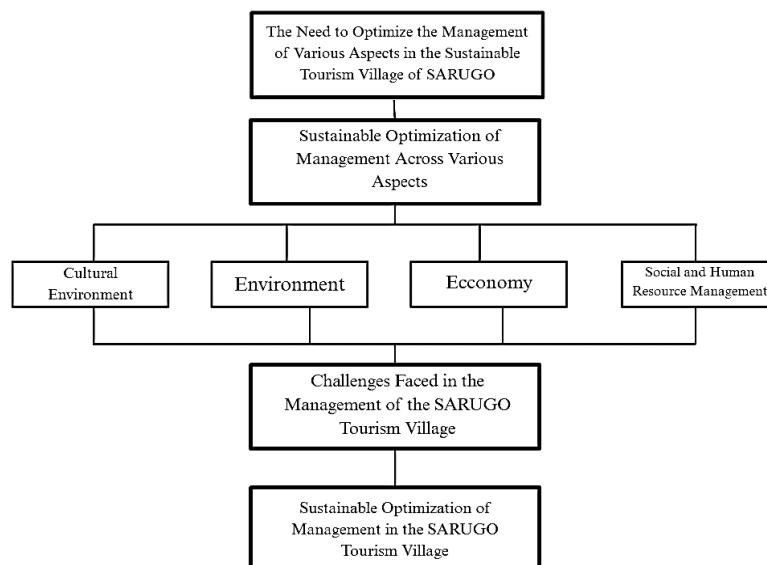 The Need to Optimize the Management
of Various Aspects in the Sustainable
Tourism Village of SARUGO
Sustainable Optimization of
Management Across Various
Aspects
Cultural
Environment
Environment
Ecconomy
Social and Human
Resource Management
Challenges Faced in the
Management of the SARUGO
Tourism Village
Sustainable Optimization of
Management in the SARUGO
Tourism Village